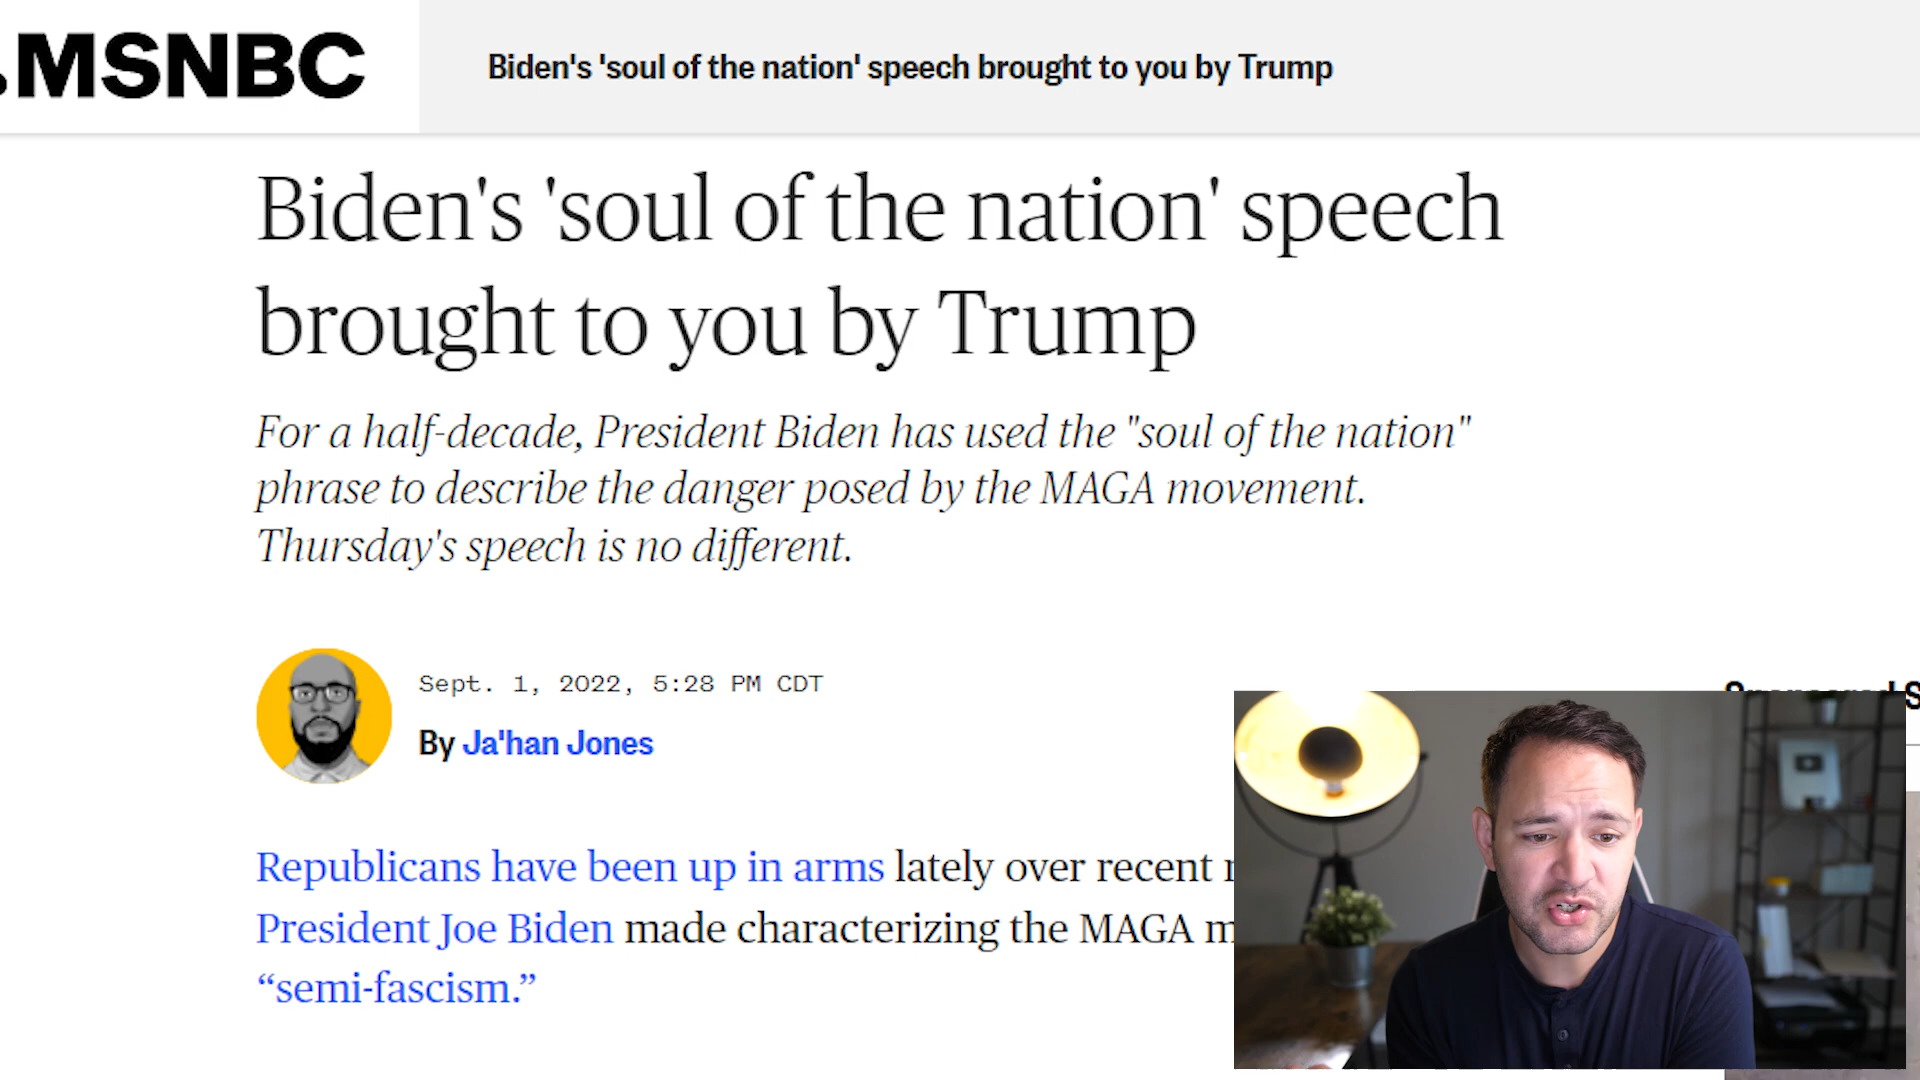 MSNBC
Biden's 'soul of the nation' speech brought to you by Trump
Biden's 'soul of the nation' speech
brought to you by Trump
For a half-decade, President Biden has used the "soul of the nation"
phrase to describe the danger posed by the MAGA movement.
Thursday's speech is no different.
Sept. 1, 2022, 5:28 PM CDT
By Ja'han Jones
Republicans have been up in arms lately over recent
President Joe Biden made characterizing the MAGA
“semi-fascism.”